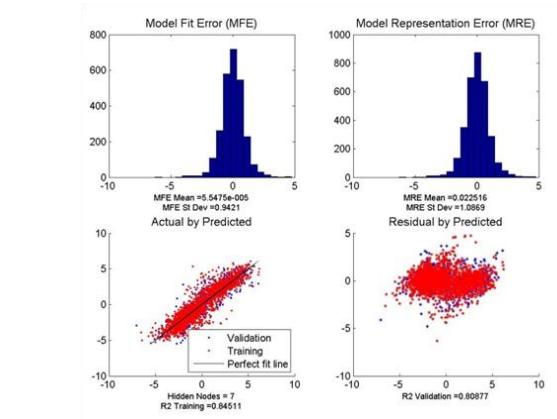 Model Fit Error (MFE)
800
600
400
200
0
-10
-5
0
5
MFE Mean =5.5475e-005
MFE St Dev =0.9421
Model Representation Error (MRE)
1000
800
600
400
200
0
-10
-5
0
5
MRE Mean =0.022516
MRE St Dev =1.0869
Actual by Predicted
10
5
0
-5
-10
-10
-5
0
5
10
Validation
Training
Perfect fit line
Hidden Nodes = 7
R2 Training =0.84511
Residual by Predicted
5
0
-5
-10
-10
-5
0
5
10
R2 Validation =0.80877